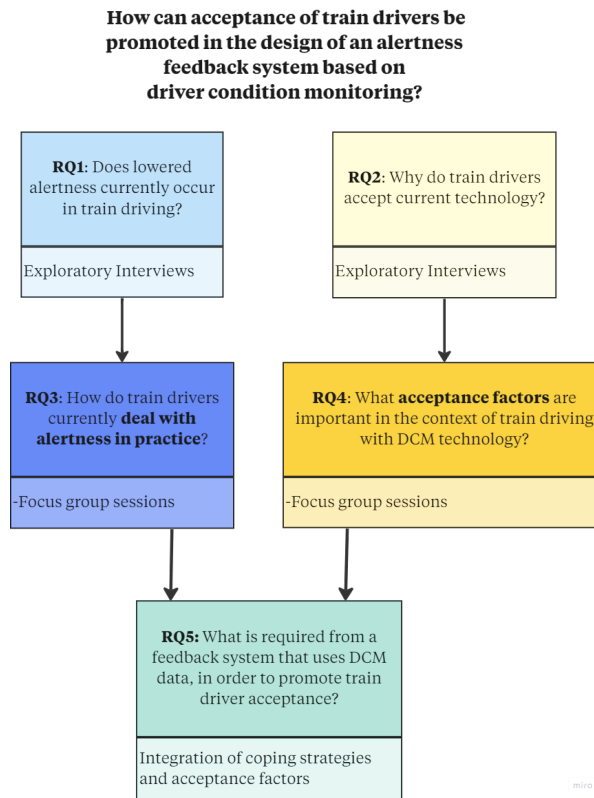 How can acceptance of train drivers be
promoted in the design of an alertness
feedback system based on
driver condition monitoring?
RQ1: Does lowered
alertness currently occur
in train driving?
Exploratory Interviews
RQ2: Why do train drivers
accept current technology?
Exploratory Interviews
RQ3: How do train drivers
currently deal with
alertness in practice?
-Focus group sessions
RQ4: What acceptance factors are
important in the context of train driving
with DCM technology?
-Focus group sessions
RQ5: What is required from a
feedback system that uses DCM
data, in order to promote train
driver acceptance?
Integration of coping strategies
and acceptance factors
miro